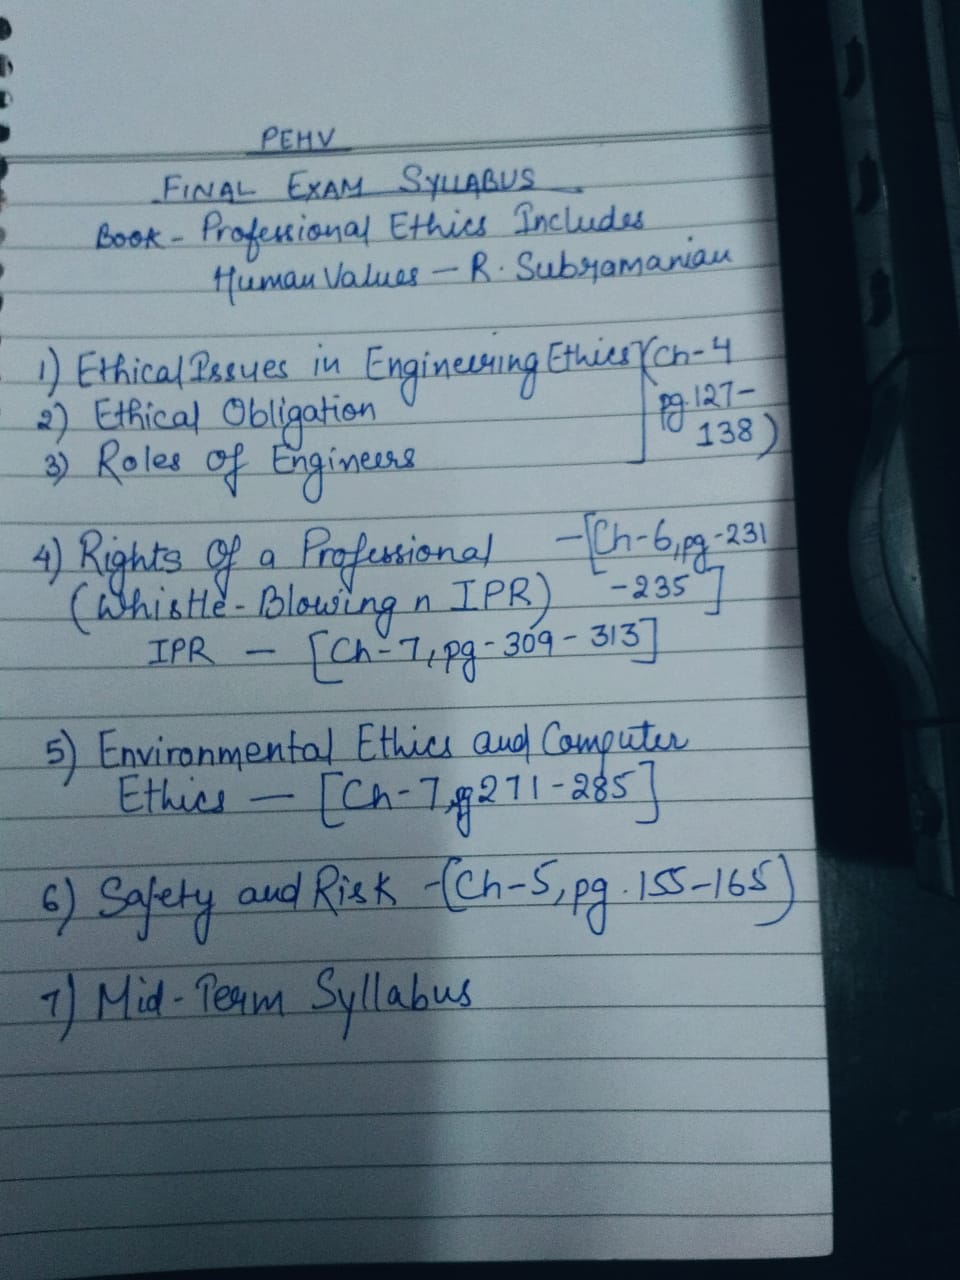 PEHV
FINAL EXAM SYLLABUS
Book - Professional Ethics Includes
Human Values - R. Subramanian
1) Ethical Issues in Engineering Ethics (Ch-4
2) Ethical Obligation pg. 127-
3) Roles of Engineers 138)
4) Rights of a Professional - [Ch-6, pg-231
(Whistle-Blowing n IPR) -235]
IPR - [Ch-7, pg-309-313]
5) Environmental Ethics and Computer
Ethics - [Ch-7, pg 271-285]
6) Safety and Risk - (Ch-5, pg. 155-165)
7) Mid-Term Syllabus